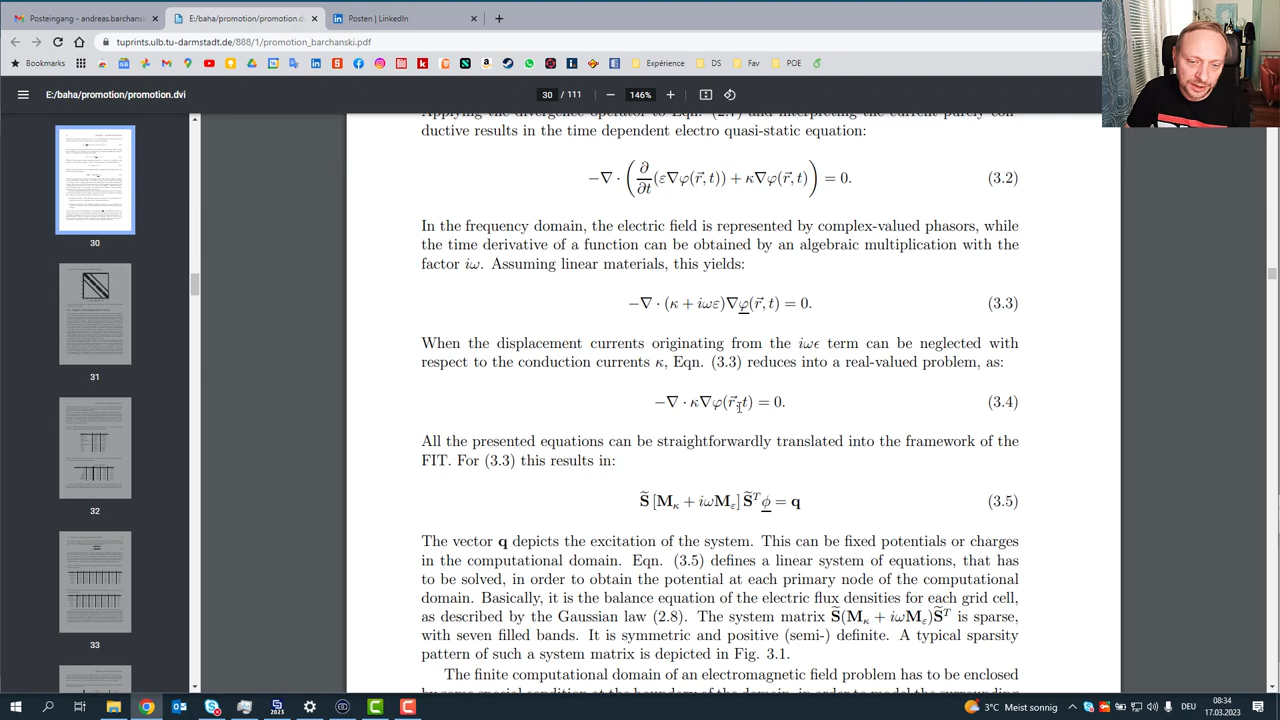 Posteingang - andreas.barchansk
E:/baha/promotion/promotion.d
Posten | LinkedIn
tuprints.ulb.tu-darmstadt.de/888/1/promotion_barchanski.pdf
Bookmarks
Expérience
DS
Fav
POE
E:/baha/promotion/promotion.dvi
30 / 111
146%
30
31
32
33
ductive results in the time dependent electro quasi-static equation:
−∇ · (∂/∂t(ε∇φ(r⃗, t)) + κ∇φ(r⃗, t)) = 0. (3.2)
In the frequency domain, the electric field is represented by complex-valued phasors, while
the time derivative of a function can be obtained by an algebraic multiplication with the
factor iω. Assuming linear materials, this yields:
−∇ · (κ + iωε)∇φ(r⃗, t) = 0. (3.3)
When the displacement currents originating from the iωϵ term can be neglected with
respect to the conduction currents κ, Eqn. (3.3) reduces into a real-valued problem, as:
−∇ · κ∇φ(r⃗, t) = 0. (3.4)
All the presented equations can be straightforwardly translated into the framework of the
FIT. For (3.3) this results in:
S̃ [Mκ + iωMε] S̃ᵀϕ = q (3.5)
The vector q depicts the excitation of the system. This can be fixed potentials or charges
in the computational domain. Eqn. (3.5) defines a linear system of equations, that has
to be solved, in order to obtain the potential at each primary node of the computational
domain. Basically, it is the balance equation of the electric flux densities for each grid cell,
as described by the Gaussian law (2.8). The system matrix S̃(Mκ + iωMε)S̃ᵀ is sparse,
with seven filled bands. It is symmetric and positive (semi-) definite. A typical sparsity
pattern of such a system matrix is depicted in Fig. 3.1.
The finite computational domain of an electromagnetic field problem has to be enclosed
3°C Meist sonnig
DEU
08:34
17.03.2023